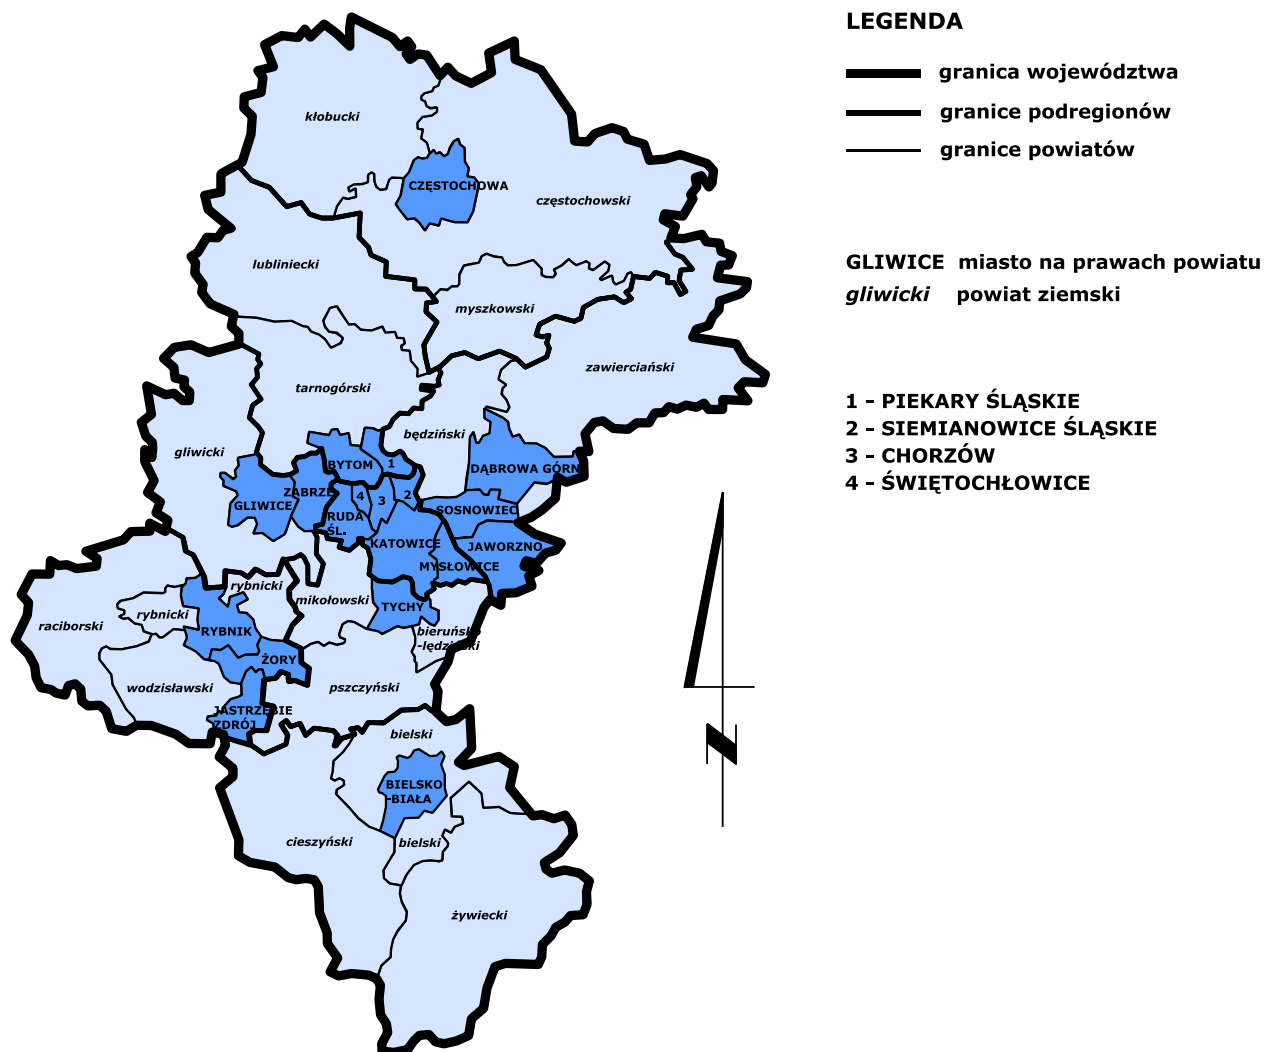 LEGENDA
granica województwa
granice podregionów
granice powiatów
GLIWICE miasto na prawach powiatu
gliwicki powiat ziemski
1 - PIEKARY ŚLĄSKIE
2 - SIEMIANOWICE ŚLĄSKIE
3 - CHORZÓW
4 - ŚWIĘTOCHŁOWICE
kłobucki
CZĘSTOCHOWA
częstochowski
lubliniecki
myszkowski
zawierciański
tarnogórski
będziński
gliwicki
BYTOM
1
DĄBROWA GÓRN
ZABRZE
GLIWICE
4
3
2
SOSNOWIEC
RUDA
ŚL.
KATOWICE
JAWORZNO
MYSŁOWICE
rybnicki
mikołowski
TYCHY
rybnicki
raciborski
RYBNIK
bieruńsko
-lędziński
ŻORY
wodzisławski
pszczyński
JASTRZĘBIE
ZDRÓJ
bielski
BIELSKO
-BIAŁA
cieszyński
bielski
żywiecki
N